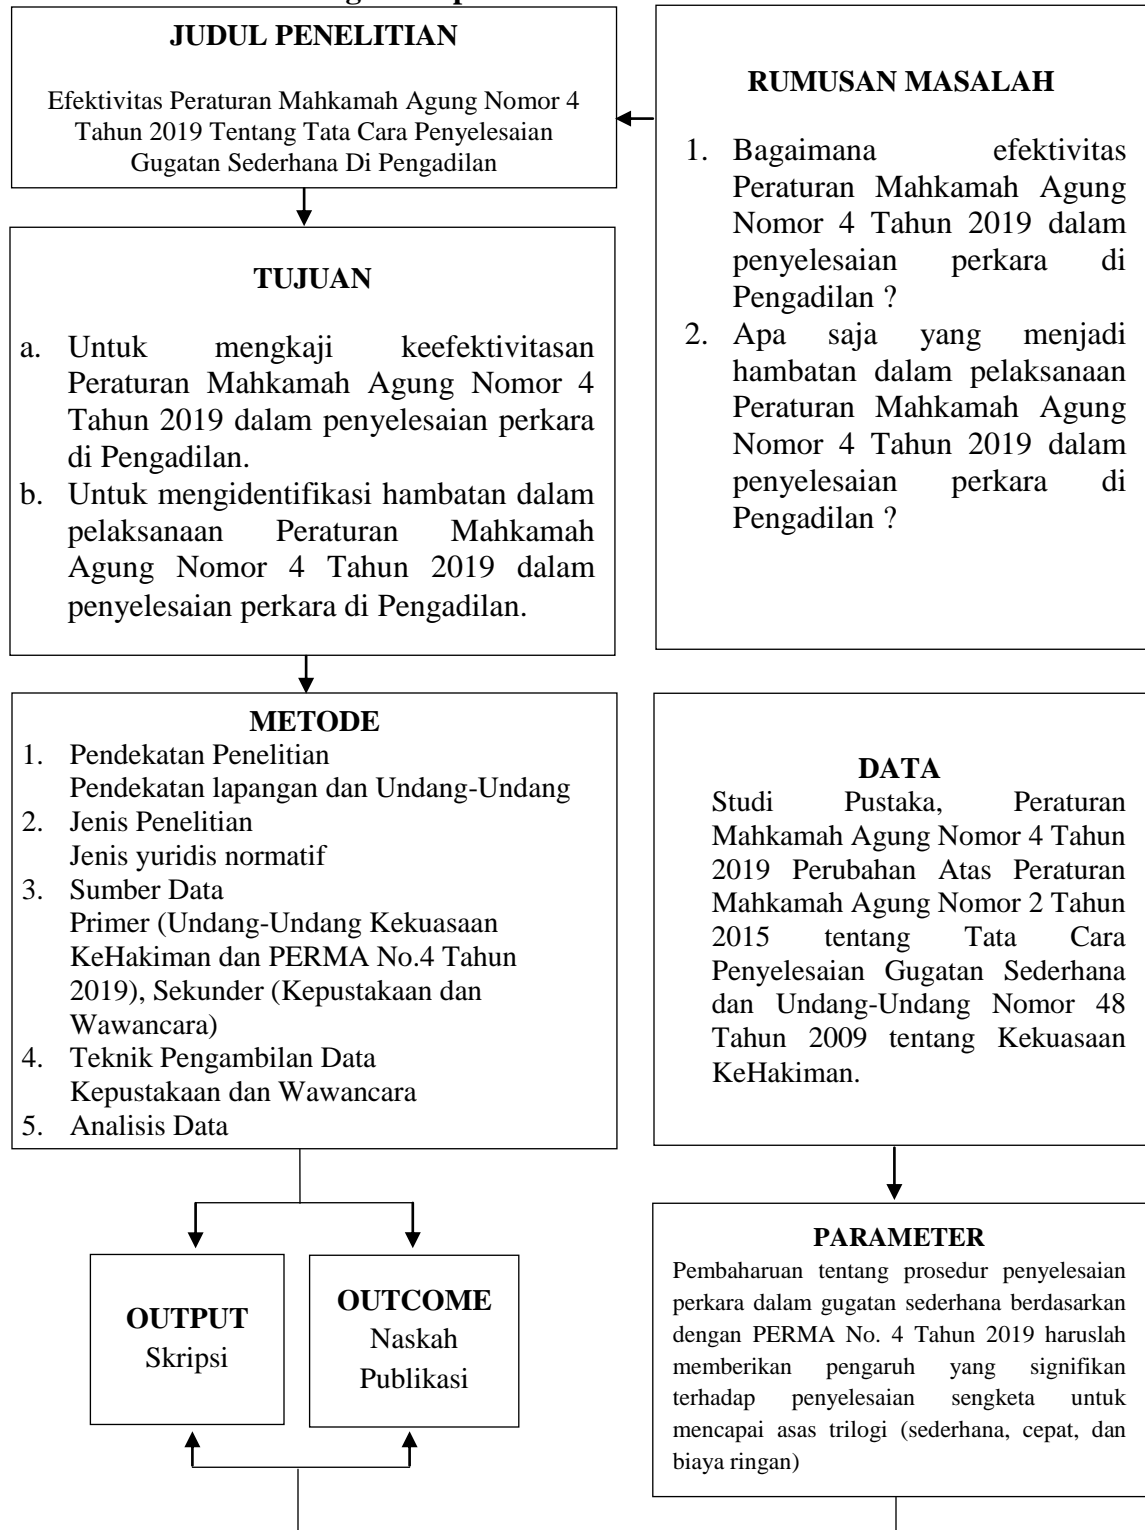 JUDUL PENELITIAN
Efektivitas Peraturan Mahkamah Agung Nomor 4
Tahun 2019 Tentang Tata Cara Penyelesaian
Gugatan Sederhana Di Pengadilan
RUMUSAN MASALAH
1. Bagaimana efektivitas
Peraturan Mahkamah Agung
Nomor 4 Tahun 2019 dalam
penyelesaian perkara di
Pengadilan ?
2. Apa saja yang menjadi
hambatan dalam pelaksanaan
Peraturan Mahkamah Agung
Nomor 4 Tahun 2019 dalam
penyelesaian perkara di
Pengadilan ?
TUJUAN
a. Untuk mengkaji keefektivitasan
Peraturan Mahkamah Agung Nomor 4
Tahun 2019 dalam penyelesaian perkara
di Pengadilan.
b. Untuk mengidentifikasi hambatan dalam
pelaksanaan Peraturan Mahkamah
Agung Nomor 4 Tahun 2019 dalam
penyelesaian perkara di Pengadilan.
METODE
1. Pendekatan Penelitian
Pendekatan lapangan dan Undang-Undang
2. Jenis Penelitian
Jenis yuridis normatif
3. Sumber Data
Primer (Undang-Undang Kekuasaan
KeHakiman dan PERMA No.4 Tahun
2019), Sekunder (Kepustakaan dan
Wawancara)
4. Teknik Pengambilan Data
Kepustakaan dan Wawancara
5. Analisis Data
DATA
Studi Pustaka, Peraturan
Mahkamah Agung Nomor 4 Tahun
2019 Perubahan Atas Peraturan
Mahkamah Agung Nomor 2 Tahun
2015 tentang Tata Cara
Penyelesaian Gugatan Sederhana
dan Undang-Undang Nomor 48
Tahun 2009 tentang Kekuasaan
KeHakiman.
OUTPUT
Skripsi
OUTCOME
Naskah
Publikasi
PARAMETER
Pembaharuan tentang prosedur penyelesaian
perkara dalam gugatan sederhana berdasarkan
dengan PERMA No. 4 Tahun 2019 haruslah
memberikan pengaruh yang signifikan
terhadap penyelesaian sengketa untuk
mencapai asas trilogi (sederhana, cepat, dan
biaya ringan)